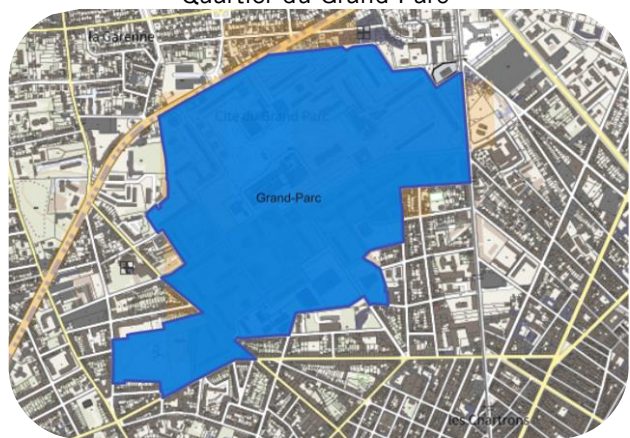 Quartier du Grand Parc
la Garenne
Cité du Grand Parc
Grand-Parc
les Chartrons